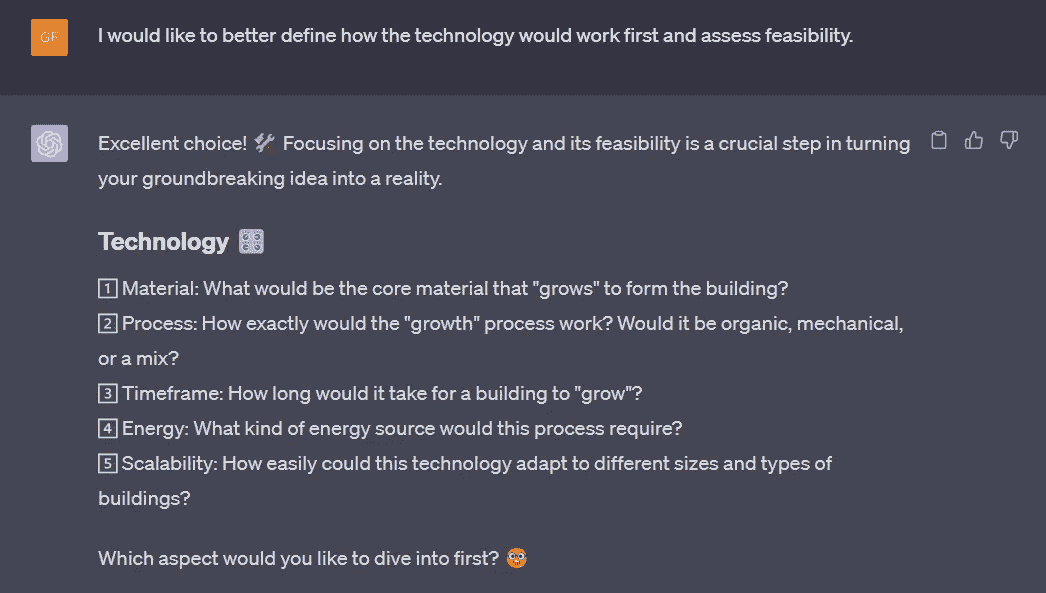 GF
I would like to better define how the technology would work first and assess feasibility.
Excellent choice! 🛠️ Focusing on the technology and its feasibility is a crucial step in turning
your groundbreaking idea into a reality.
Technology 🎛️
1️⃣ Material: What would be the core material that "grows" to form the building?
2️⃣ Process: How exactly would the "growth" process work? Would it be organic, mechanical,
or a mix?
3️⃣ Timeframe: How long would it take for a building to "grow"?
4️⃣ Energy: What kind of energy source would this process require?
5️⃣ Scalability: How easily could this technology adapt to different sizes and types of
buildings?
Which aspect would you like to dive into first?